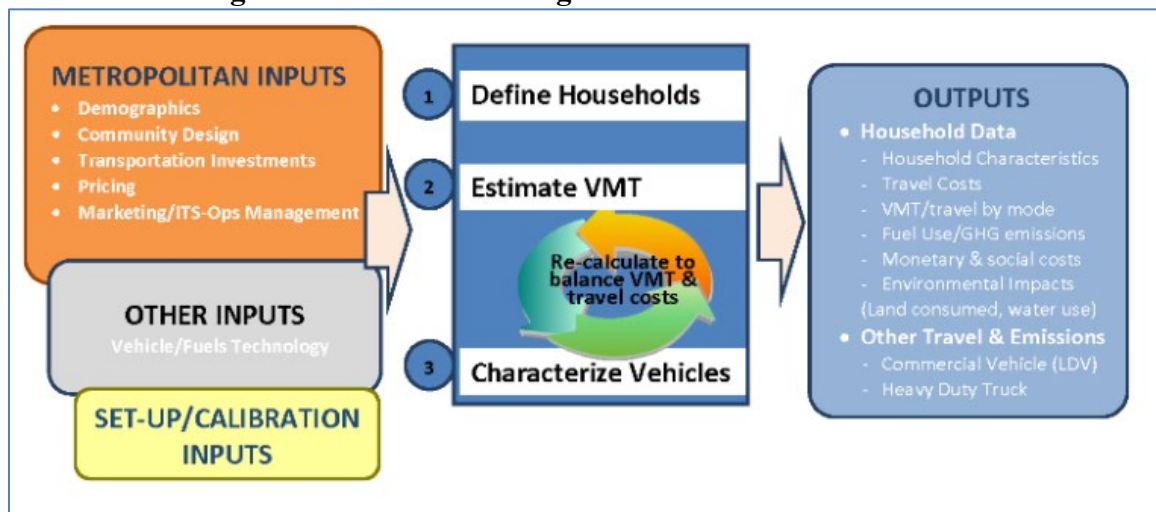 METROPOLITAN INPUTS
• Demographics
• Community Design
• Transportation Investments
• Pricing
• Marketing/ITS-Ops Management
OTHER INPUTS
Vehicle/Fuels Technology
SET-UP/CALIBRATION
INPUTS
1
Define Households
2
Estimate VMT
Re-calculate to
balance VMT &
travel costs
3
Characterize Vehicles
OUTPUTS
• Household Data
- Household Characteristics
- Travel Costs
- VMT/travel by mode
- Fuel Use/GHG emissions
- Monetary & social costs
- Environmental Impacts
(Land consumed, water use)
• Other Travel & Emissions
- Commercial Vehicle (LDV)
- Heavy Duty Truck